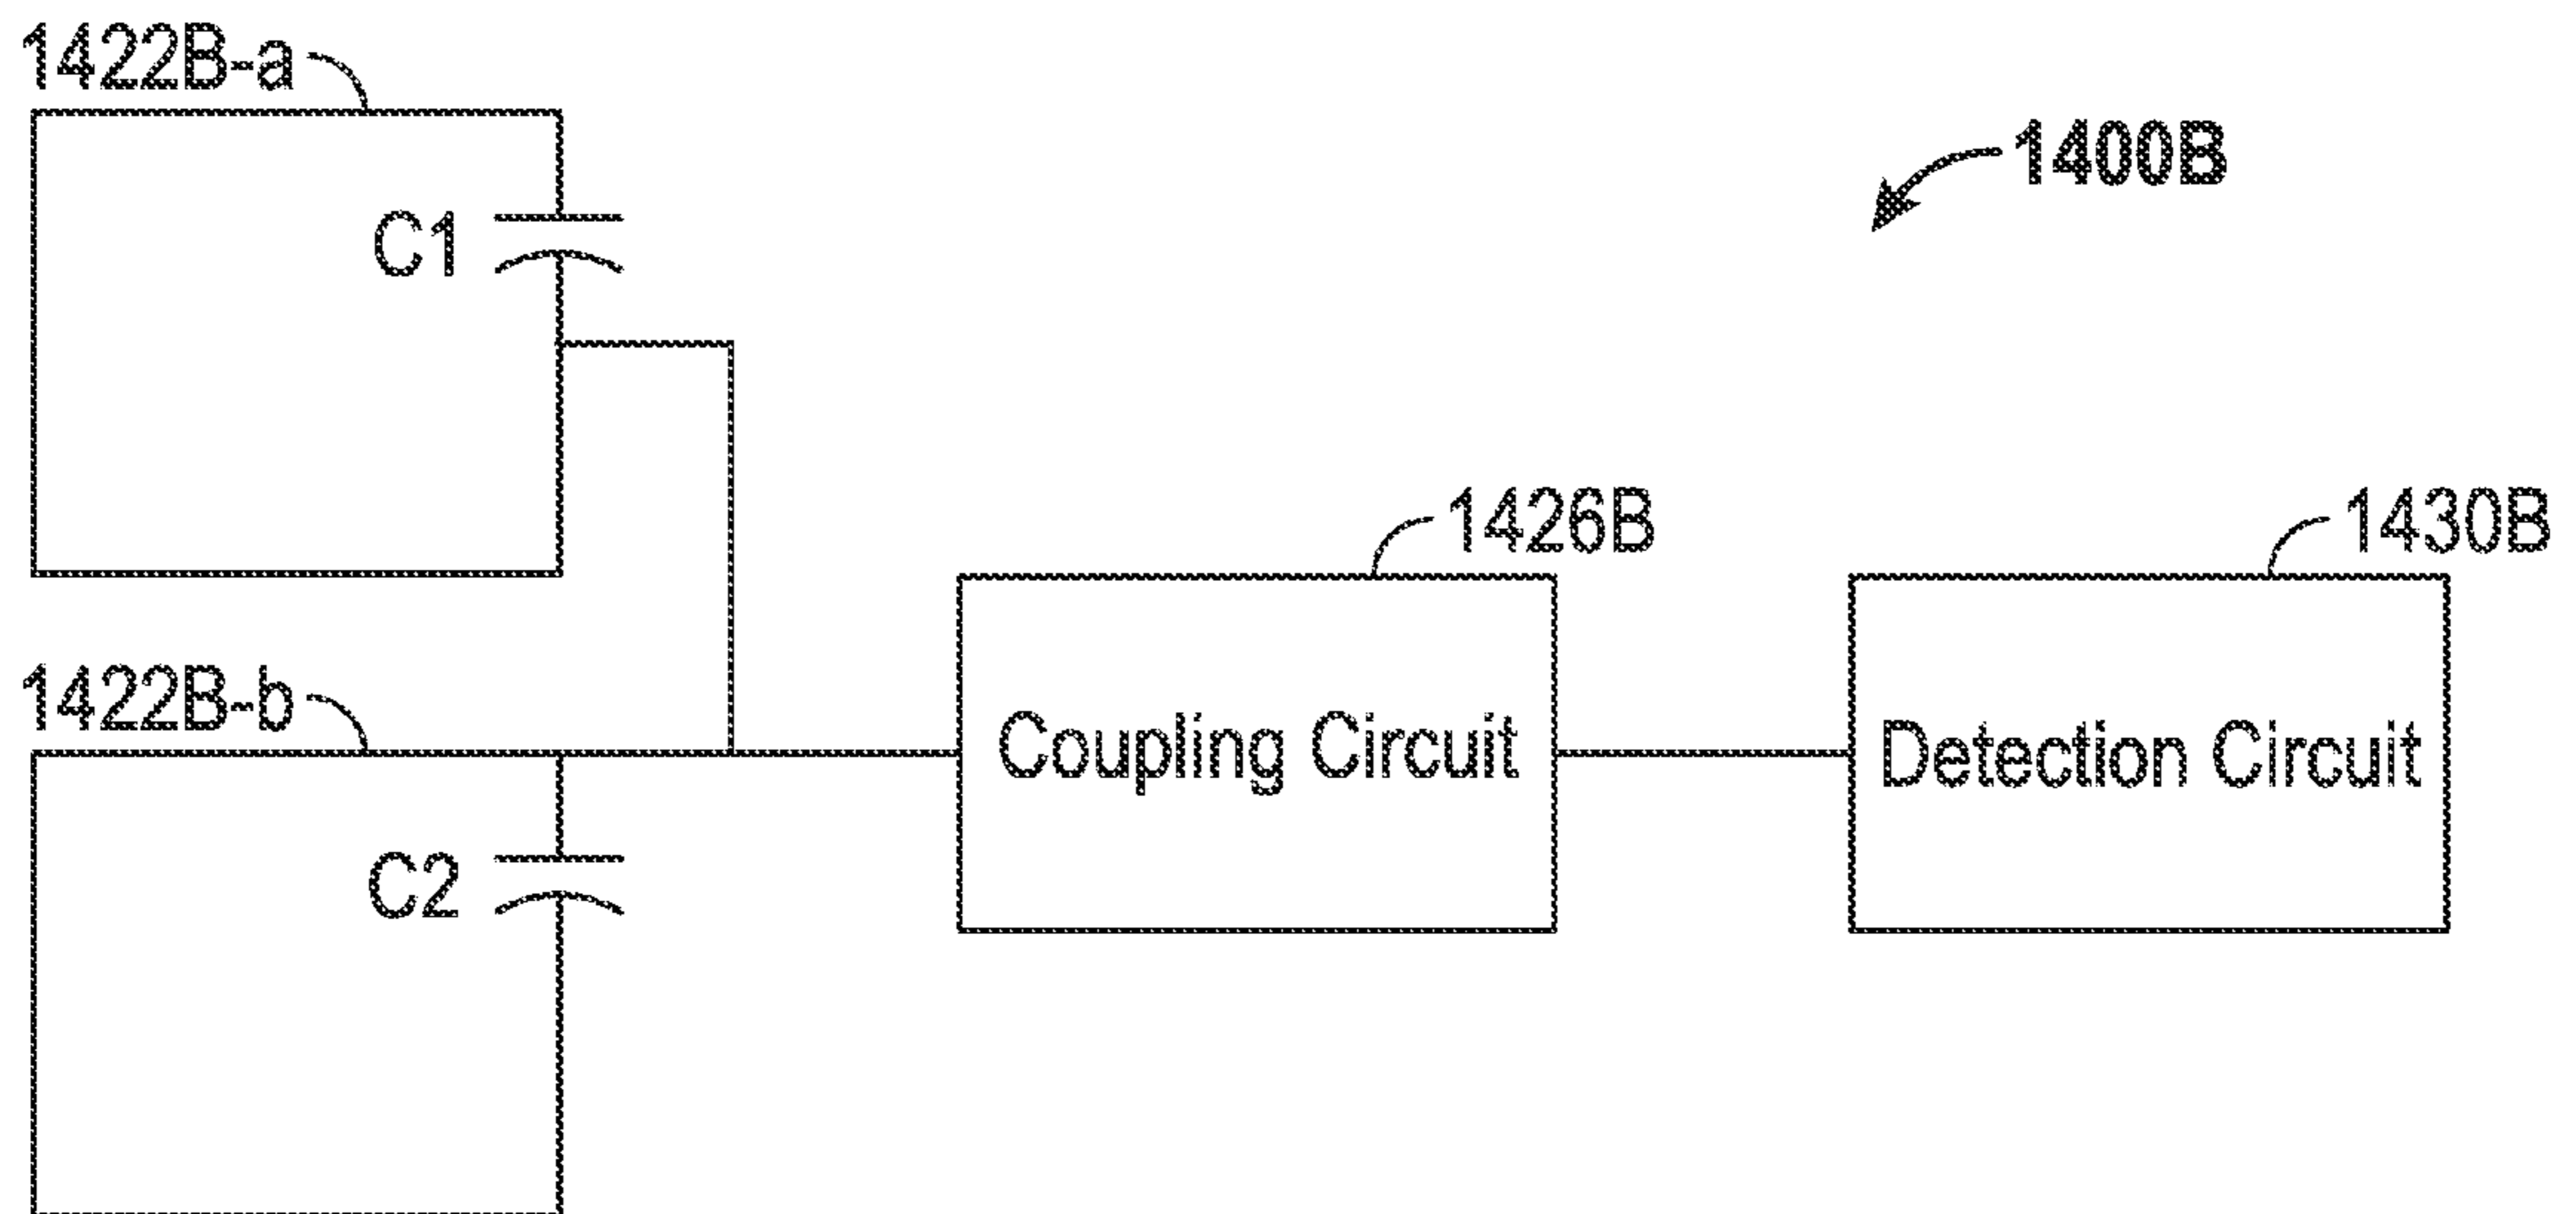 1422B-a
1400B
C1
1426B
1430B
1422B-b
Coupling Circuit
Detection Circuit
C2